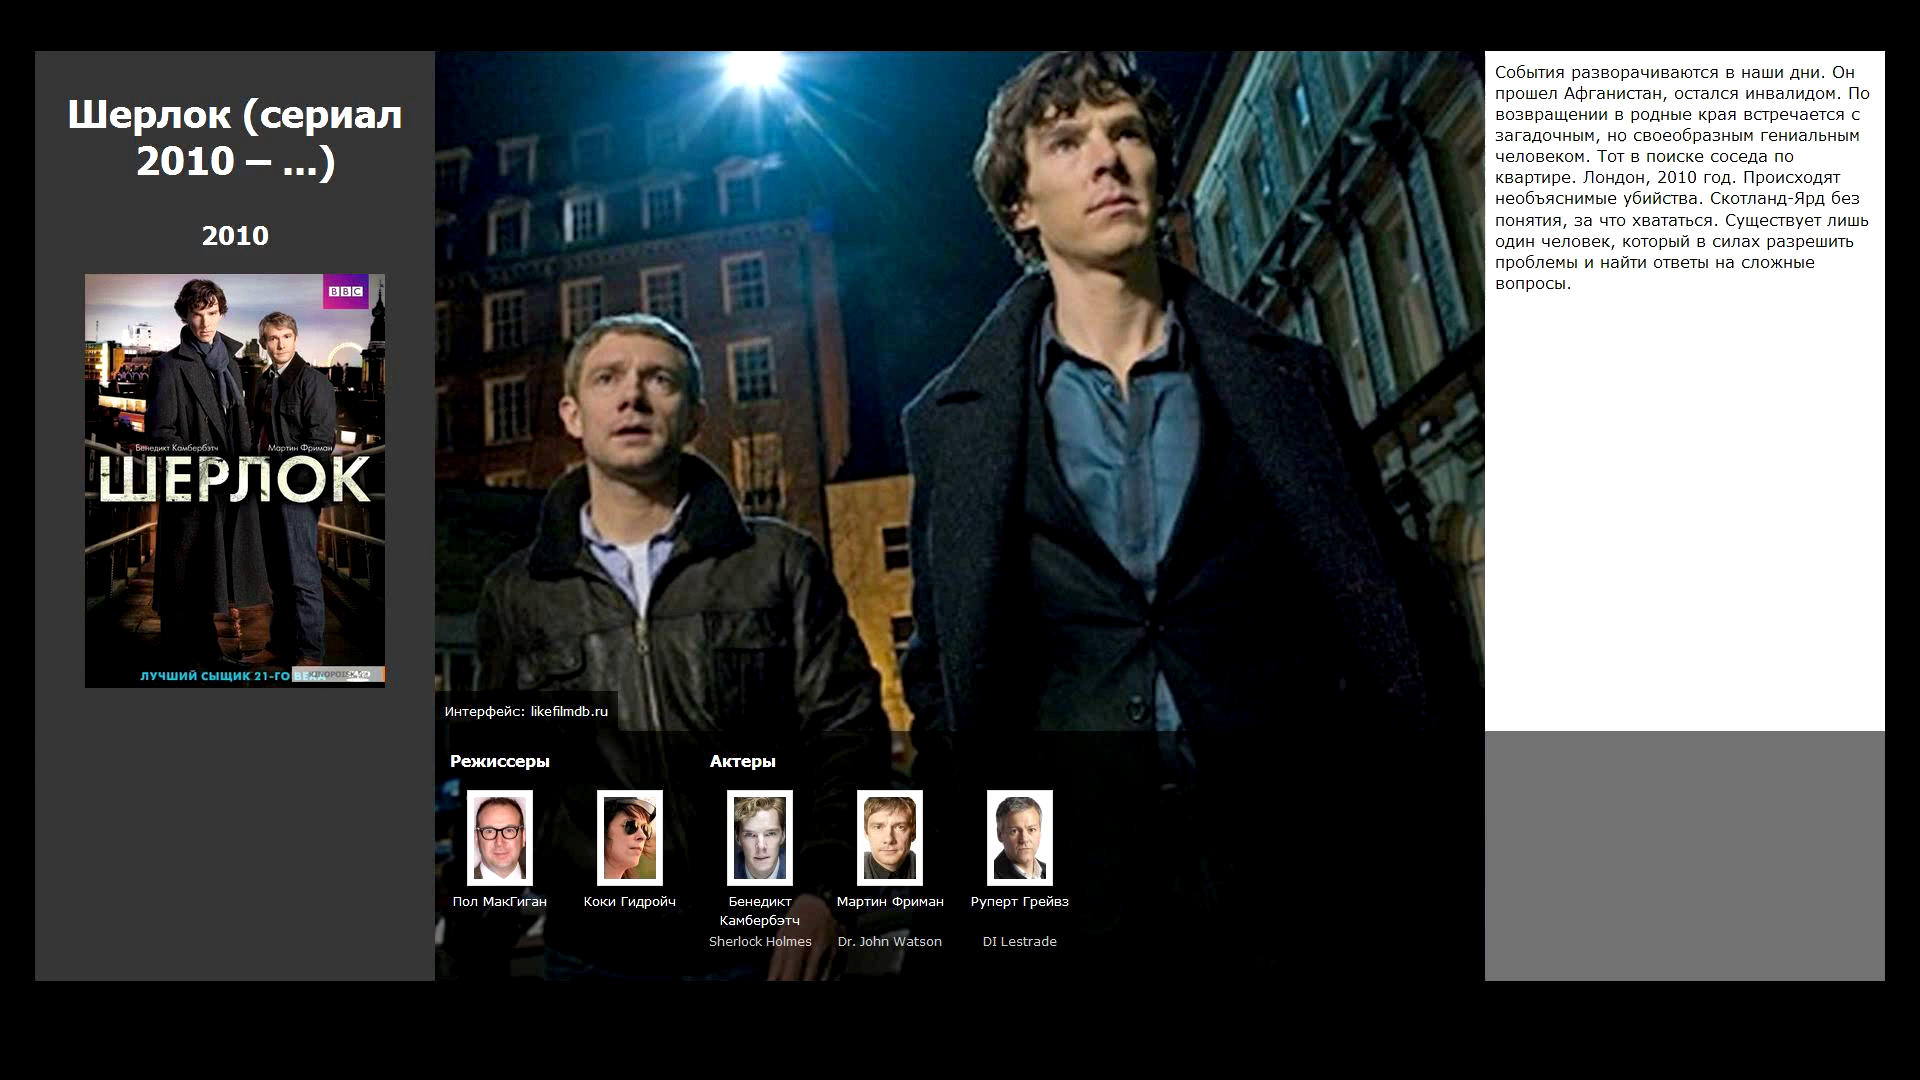 Шерлок (сериал
2010 – ...)
2010
BBC
Бенедикт Камбербэтч
Мартин Фриман
ШЕРЛОК
ЛУЧШИЙ СЫЩИК 21-ГО ВЕКА
Интерфейс: likefilmdb.ru
Режиссеры
Актеры
Пол МакГиган
Коки Гидройч
Бенедикт
Камбербэтч
Мартин Фриман
Руперт Грейвз
Sherlock Holmes
Dr. John Watson
DI Lestrade
События разворачиваются в наши дни. Он
прошел Афганистан, остался инвалидом. По
возвращении в родные края встречается с
загадочным, но своеобразным гениальным
человеком. Тот в поиске соседа по
квартире. Лондон, 2010 год. Происходят
необъяснимые убийства. Скотланд-Ярд без
понятия, за что хвататься. Существует лишь
один человек, который в силах разрешить
проблемы и найти ответы на сложные
вопросы.